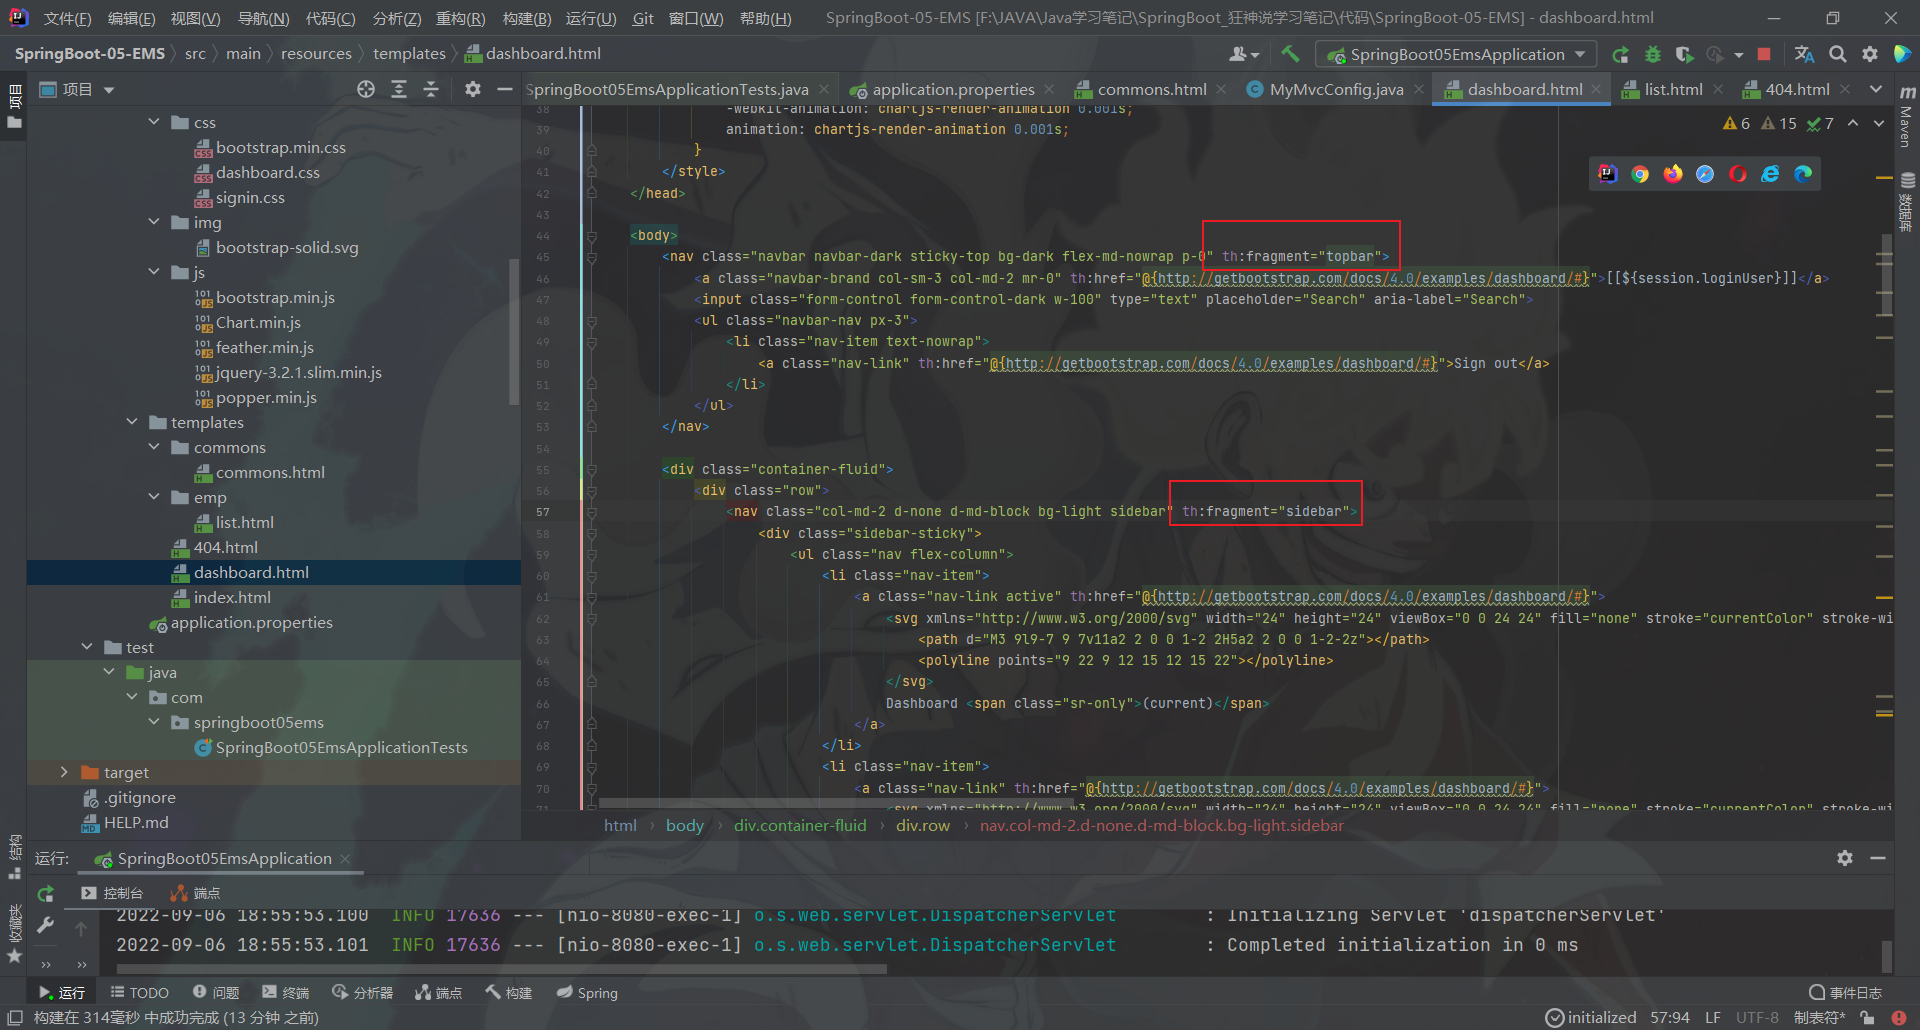 文件(F) 编辑(E) 视图(V) 导航(N) 代码(C) 分析(Z) 重构(R) 构建(B) 运行(U) Git 窗口(W) 帮助(H) SpringBoot-05-EMS [F:\JAVA\Java学习笔记\SpringBoot_狂神说学习笔记\代码\SpringBoot-05-EMS] - dashboard.html
SpringBoot-05-EMS src main resources templates dashboard.html SpringBoot05EmsApplication
项目 SpringBoot05EmsApplicationTests.java application.properties commons.html MyMvcConfig.java dashboard.html list.html 404.html
项目
Maven
数据库
结构
收藏夹
css
bootstrap.min.css
dashboard.css
signin.css
img
bootstrap-solid.svg
js
bootstrap.min.js
Chart.min.js
feather.min.js
jquery-3.2.1.slim.min.js
popper.min.js
templates
commons
commons.html
emp
list.html
404.html
dashboard.html
index.html
application.properties
test
java
com
springboot05ems
SpringBoot05EmsApplicationTests
target
.gitignore
HELP.md
6 15 7
38 -webkit-animation: chartjs-render-animation 0.001s;
39 animation: chartjs-render-animation 0.001s;
40 }
41 </style>
42 </head>
43
44 <body>
45 <nav class="navbar navbar-dark sticky-top bg-dark flex-md-nowrap p-0" th:fragment="topbar">
46 <a class="navbar-brand col-sm-3 col-md-2 mr-0" th:href="@{http://getbootstrap.com/docs/4.0/examples/dashboard/#}">[[${session.loginUser}]]</a>
47 <input class="form-control form-control-dark w-100" type="text" placeholder="Search" aria-label="Search">
48 <ul class="navbar-nav px-3">
49 <li class="nav-item text-nowrap">
50 <a class="nav-link" th:href="@{http://getbootstrap.com/docs/4.0/examples/dashboard/#}">Sign out</a>
51 </li>
52 </ul>
53 </nav>
54
55 <div class="container-fluid">
56 <div class="row">
57 <nav class="col-md-2 d-none d-md-block bg-light sidebar" th:fragment="sidebar">
58 <div class="sidebar-sticky">
59 <ul class="nav flex-column">
60 <li class="nav-item">
61 <a class="nav-link active" th:href="@{http://getbootstrap.com/docs/4.0/examples/dashboard/#}">
62 <svg xmlns="http://www.w3.org/2000/svg" width="24" height="24" viewBox="0 0 24 24" fill="none" stroke="currentColor" stroke-wi
63 <path d="M3 9l9-7 9 7v11a2 2 0 0 1-2 2H5a2 2 0 0 1-2-2z"></path>
64 <polyline points="9 22 9 12 15 12 15 22"></polyline>
65 </svg>
66 Dashboard <span class="sr-only">(current)</span>
67 </a>
68 </li>
69 <li class="nav-item">
70 <a class="nav-link" th:href="@{http://getbootstrap.com/docs/4.0/examples/dashboard/#}">
71 <svg xmlns="http://www.w3.org/2000/svg" width="24" height="24" viewBox="0 0 24 24" fill="none" stroke="currentColor" stroke-wi
html body div.container-fluid div.row nav.col-md-2.d-none.d-md-block.bg-light.sidebar
运行: SpringBoot05EmsApplication
控制台 端点
2022-09-06 18:55:53.100 INFO 17636 --- [nio-8080-exec-1] o.s.web.servlet.DispatcherServlet : Initializing Servlet 'dispatcherServlet'
2022-09-06 18:55:53.101 INFO 17636 --- [nio-8080-exec-1] o.s.web.servlet.DispatcherServlet : Completed initialization in 0 ms
运行 TODO 问题 终端 分析器 端点 构建 Spring 事件日志
构建在 314毫秒 中成功完成 (13 分钟 之前) initialized 57:94 LF UTF-8 制表符*